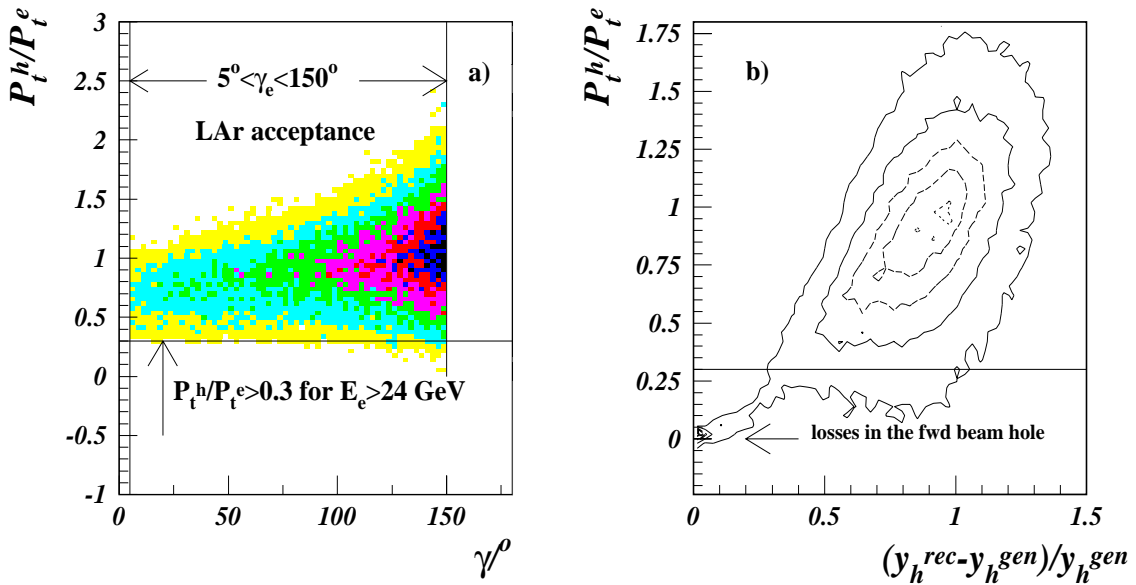 P_t^h/P_t^e
3
2.5
2
1.5
1
0.5
0
-0.5
-1
a)
5°<γ_e<150°
LAr acceptance
P_t^h/P_t^e>0.3 for E_e>24 GeV
0 50 100 150
γ/°
P_t^h/P_t^e
1.75
1.5
1.25
1
0.75
0.5
0.25
0
b)
losses in the fwd beam hole
0 0.5 1 1.5
(y_h^rec-y_h^gen)/y_h^gen